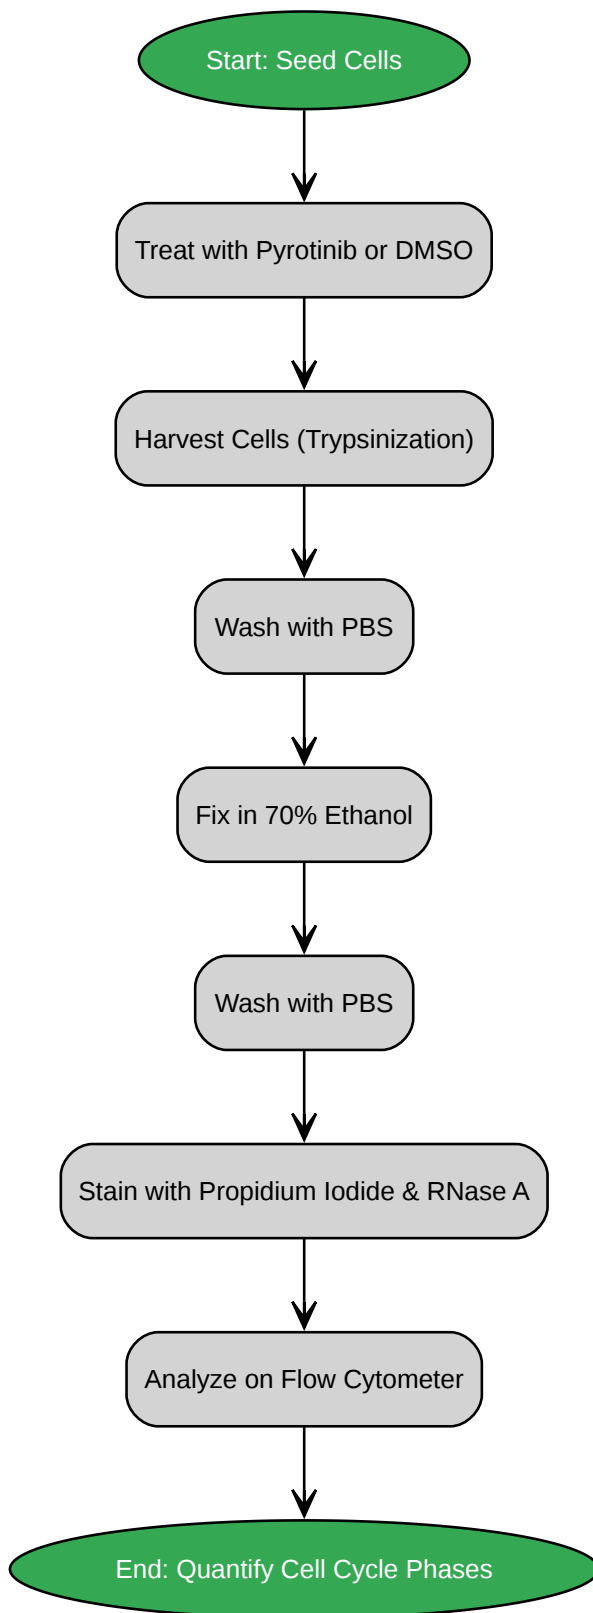 Start: Seed Cells
Treat with Pyrotinib or DMSO
Harvest Cells (Trypsinization)
Wash with PBS
Fix in 70% Ethanol
Wash with PBS
Stain with Propidium Iodide & RNase A
Analyze on Flow Cytometer
End: Quantify Cell Cycle Phases